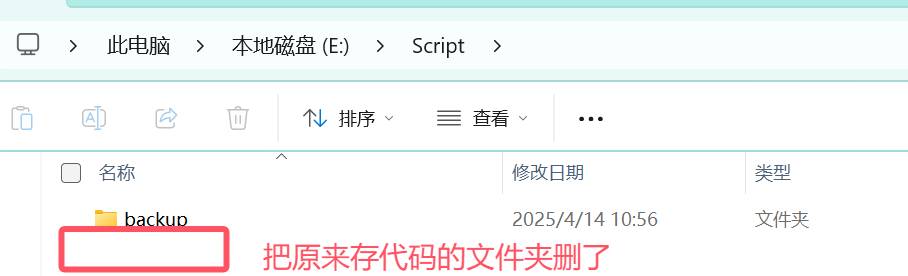 此电脑 本地磁盘 (E:) Script
排序 查看
名称 修改日期 类型
backup 2025/4/14 10:56 文件夹
把原来存代码的文件夹删了